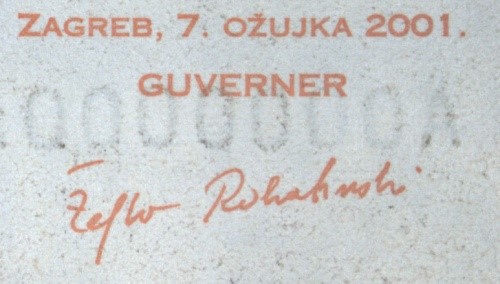 ZAGREB, 7. OŽUJKA 2001.
GUVERNER
Željko Rohatinski